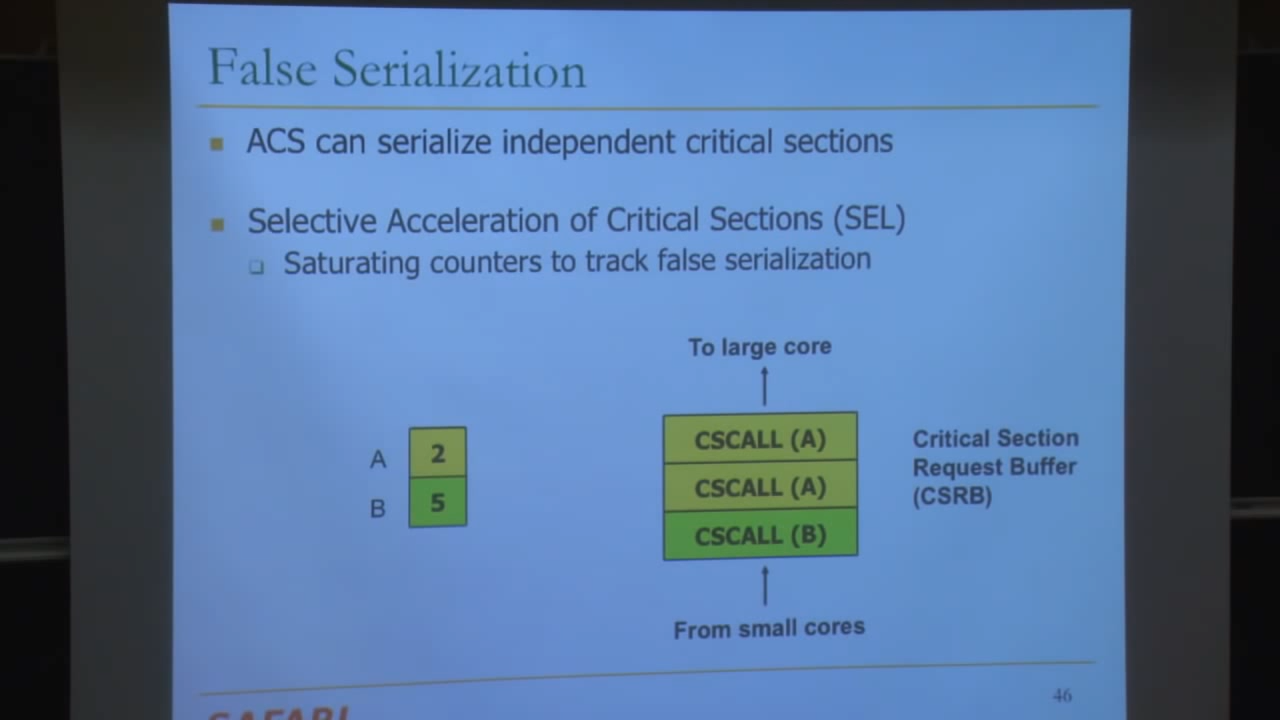 False Serialization
ACS can serialize independent critical sections
Selective Acceleration of Critical Sections (SEL)
Saturating counters to track false serialization
To large core
A 2
B 5
CSCALL (A)
CSCALL (A)
CSCALL (B)
Critical Section
Request Buffer
(CSRB)
From small cores
46
SAFARI